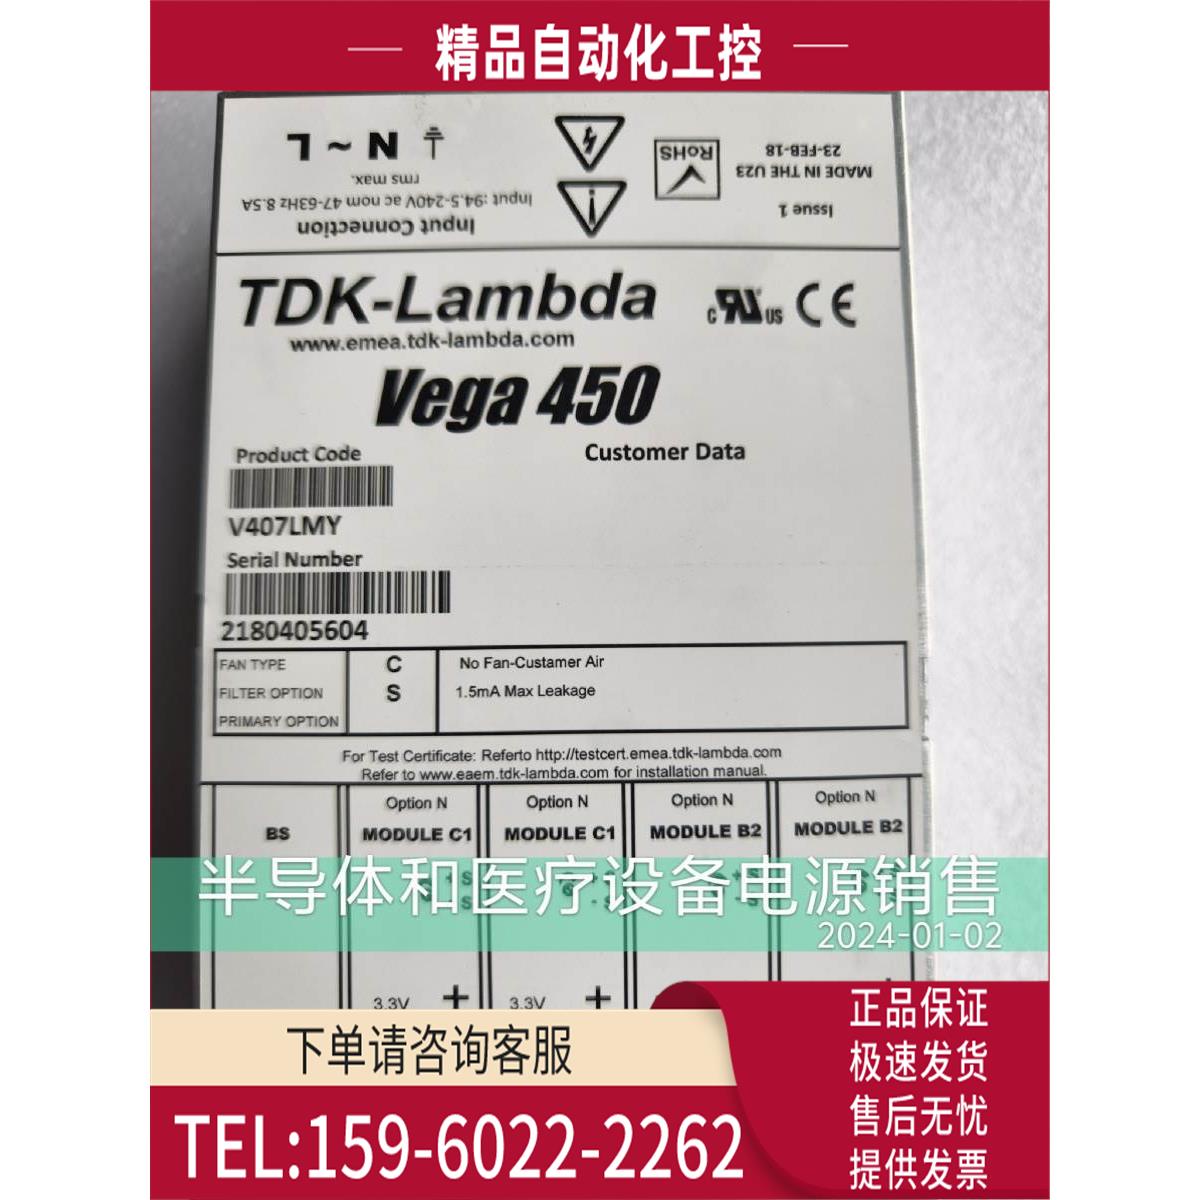 精品自动化工控
L ~ N
rms max.
Input :94.5-240V ac nom 47-63Hz 8.5A
Input Connection
RoHS
23-FEB-18
MADE IN THE U23
Issue 1
TDK-Lambda
www.emea.tdk-lambda.com
C US CE
Vega 450
Product Code
Customer Data
V407LMY
Serial Number
2180405604
FAN TYPE C No Fan-Custamer Air
FILTER OPTION S 1.5mA Max Leakage
PRIMARY OPTION
For Test Certificate: Referto http://testcert.emea.tdk-lambda.com
Refer to www.eaem.tdk-lambda.com for installation manual.
Option N Option N Option N Option N
BS MODULE C1 MODULE C1 MODULE B2 MODULE B2
半导体和医疗设备电源销售
2024-01-02
3.3V + 3.3V +
下单请咨询客服
TEL:159-6022-2262
正品保证
极速发货
售后无忧
提供发票